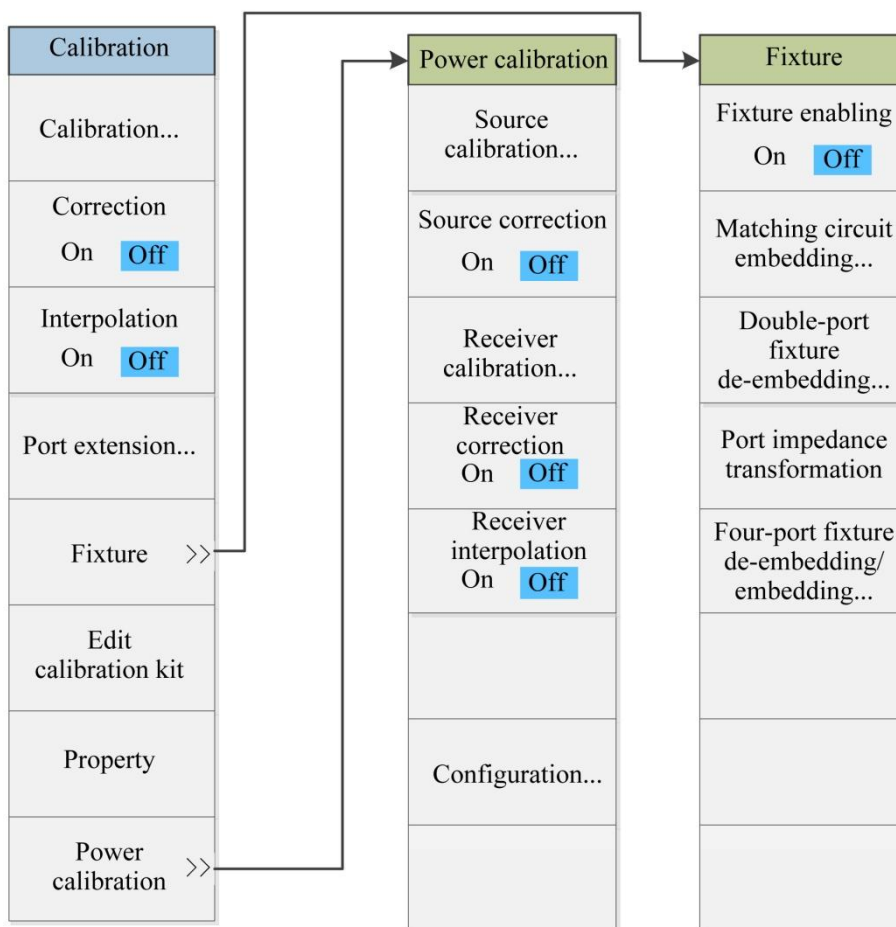 Calibration
Calibration...
Correction
On Off
Interpolation
On Off
Port extension...
Fixture >>
Edit
calibration kit
Property
Power
calibration >>
Power calibration
Source
calibration...
Source correction
On Off
Receiver
calibration...
Receiver
correction
On Off
Receiver
interpolation
On Off
Configuration...
Fixture
Fixture enabling
On Off
Matching circuit
embedding...
Double-port
fixture
de-embedding...
Port impedance
transformation
Four-port fixture
de-embedding/
embedding...